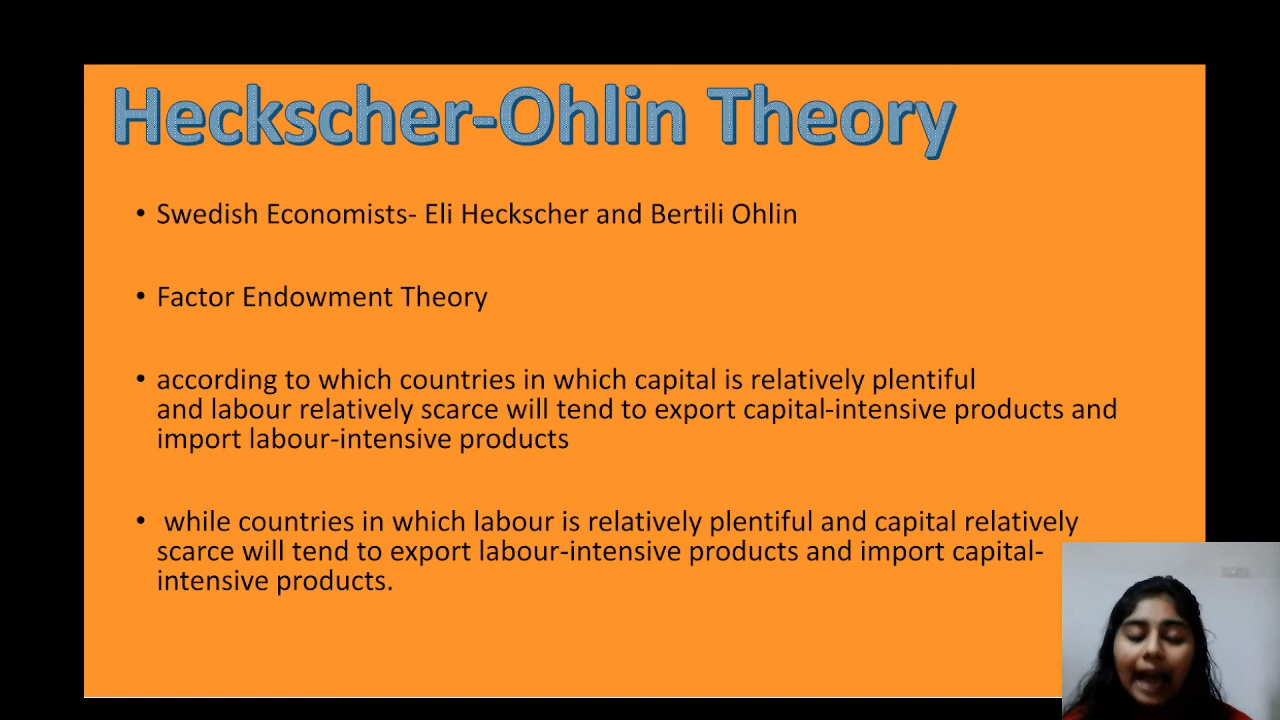 Heckscher-Ohlin Theory
• Swedish Economists- Eli Heckscher and Bertili Ohlin
• Factor Endowment Theory
• according to which countries in which capital is relatively plentiful
and labour relatively scarce will tend to export capital-intensive products and
import labour-intensive products
• while countries in which labour is relatively plentiful and capital relatively
scarce will tend to export labour-intensive products and import capital-
intensive products.